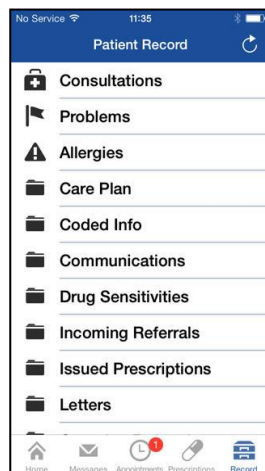 No Service 11:35
Patient Record
Consultations
Problems
Allergies
Care Plan
Coded Info
Communications
Drug Sensitivities
Incoming Referrals
Issued Prescriptions
Letters
1
Home Messages Appointments Prescriptions Record